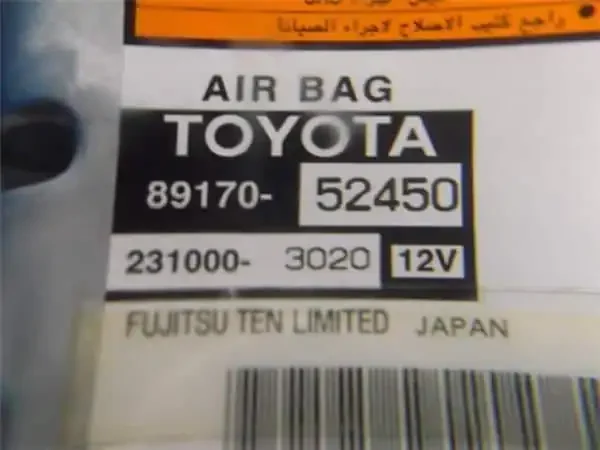 راجع كتيب الاصلاح لاجراء الصيانة
AIR BAG
TOYOTA
89170- 52450
231000- 3020 12V
FUJITSU TEN LIMITED JAPAN